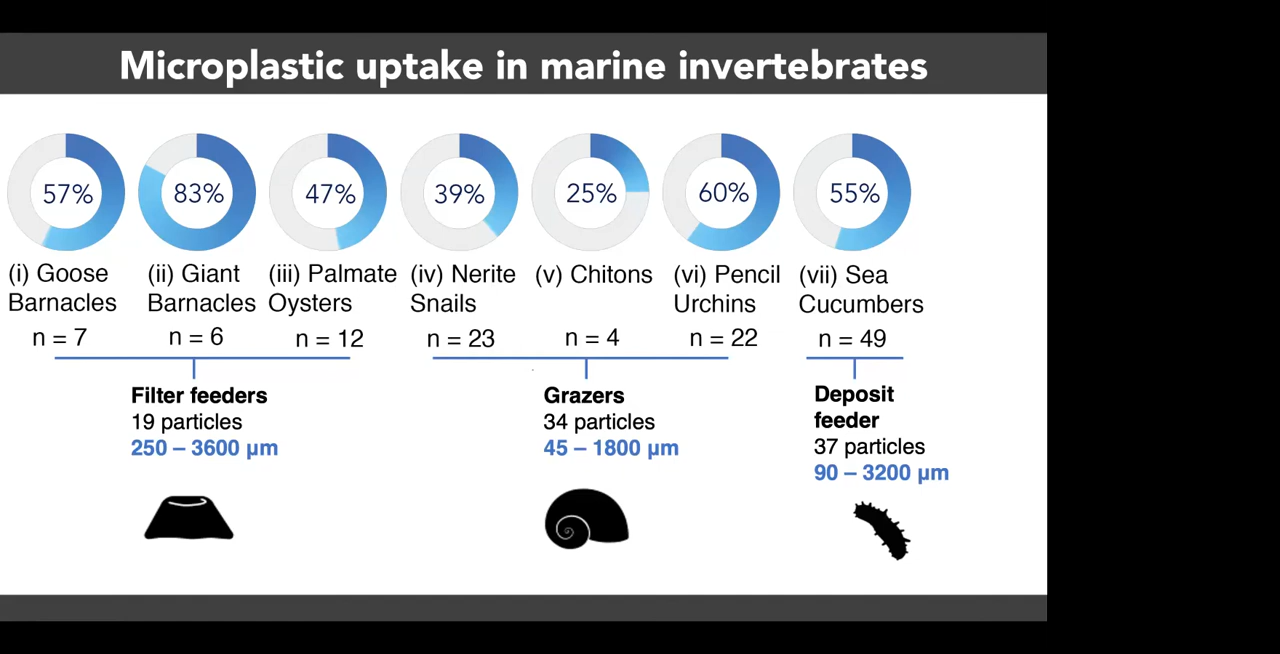 Microplastic uptake in marine invertebrates
57%
83%
47%
39%
25%
60%
55%
(i) Goose
Barnacles
n = 7
(ii) Giant
Barnacles
n = 6
(iii) Palmate
Oysters
n = 12
(iv) Nerite
Snails
n = 23
(v) Chitons
n = 4
(vi) Pencil
Urchins
n = 22
(vii) Sea
Cucumbers
n = 49
Filter feeders
19 particles
250 – 3600 µm
Grazers
34 particles
45 – 1800 µm
Deposit
feeder
37 particles
90 – 3200 µm